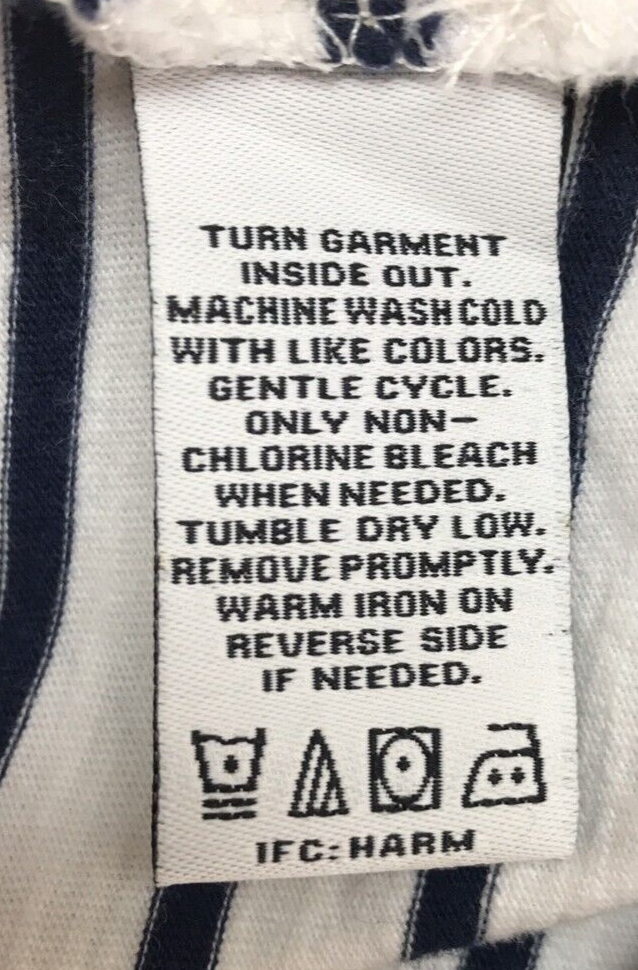 TURN GARMENT
INSIDE OUT.
MACHINE WASH COLD
WITH LIKE COLORS.
GENTLE CYCLE.
ONLY NON-
CHLORINE BLEACH
WHEN NEEDED.
TUMBLE DRY LOW.
REMOVE PROMPTLY.
WARM IRON ON
REVERSE SIDE
IF NEEDED.
IFC: HARM